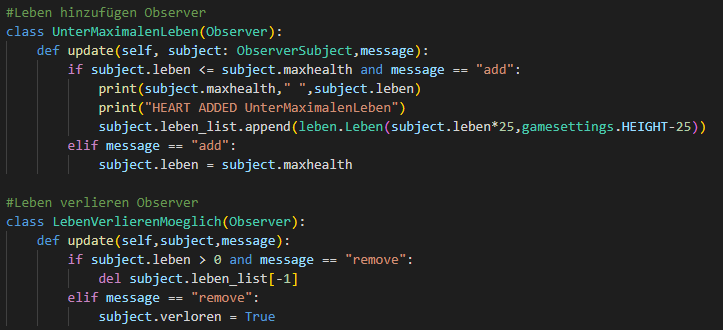 #Leben hinzufügen Observer
class UnterMaximalenLeben(Observer):
    def update(self, subject: ObserverSubject,message):
        if subject.leben <= subject.maxhealth and message == "add":
            print(subject.maxhealth," ",subject.leben)
            print("HEART ADDED UnterMaximalenLeben")
            subject.leben_list.append(leben.Leben(subject.leben*25,gamesettings.HEIGHT-25))
        elif message == "add":
            subject.leben = subject.maxhealth

#Leben verlieren Observer
class LebenVerlierenMoeglich(Observer):
    def update(self,subject,message):
        if subject.leben > 0 and message == "remove":
            del subject.leben_list[-1]
        elif message == "remove":
            subject.verloren = True